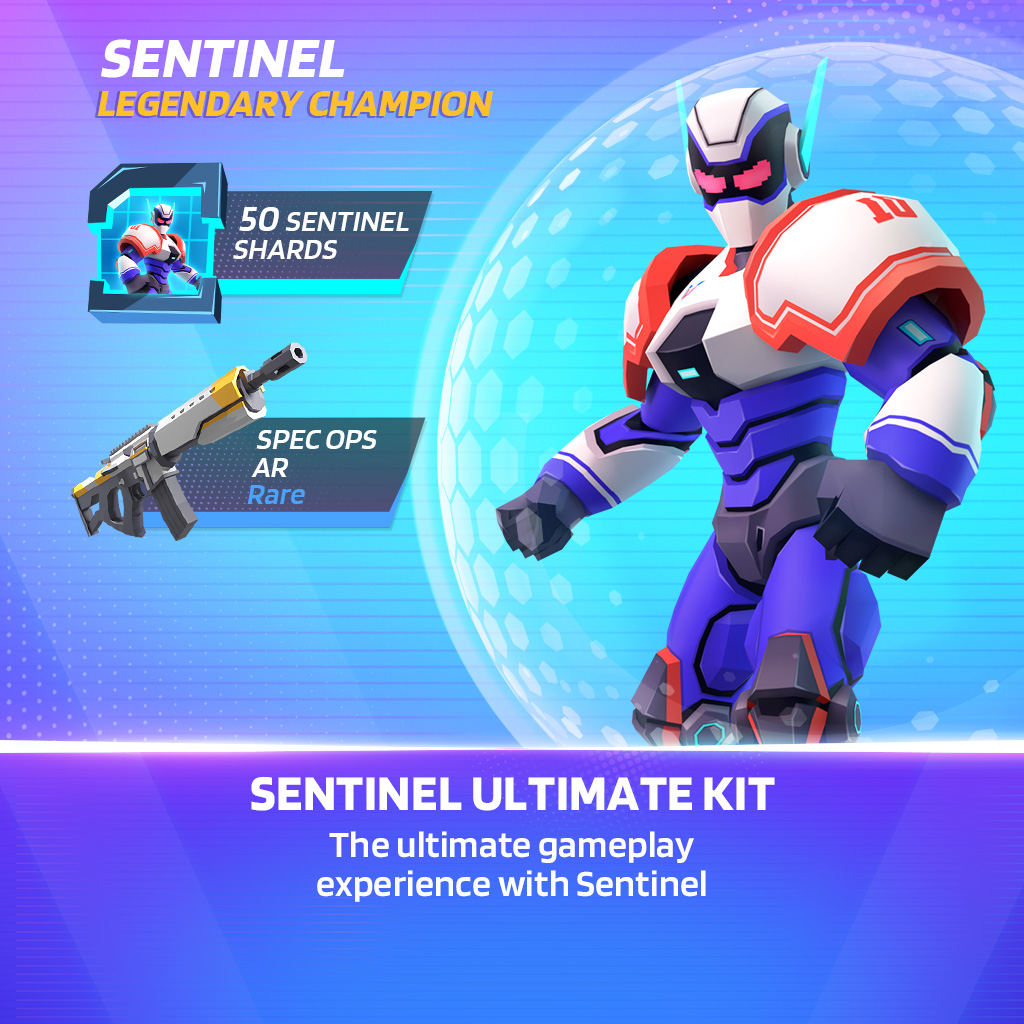 SENTINEL
LEGENDARY CHAMPION
50 SENTINEL
SHARDS
SPEC OPS
AR
Rare
10
SENTINEL ULTIMATE KIT
The ultimate gameplay
experience with Sentinel